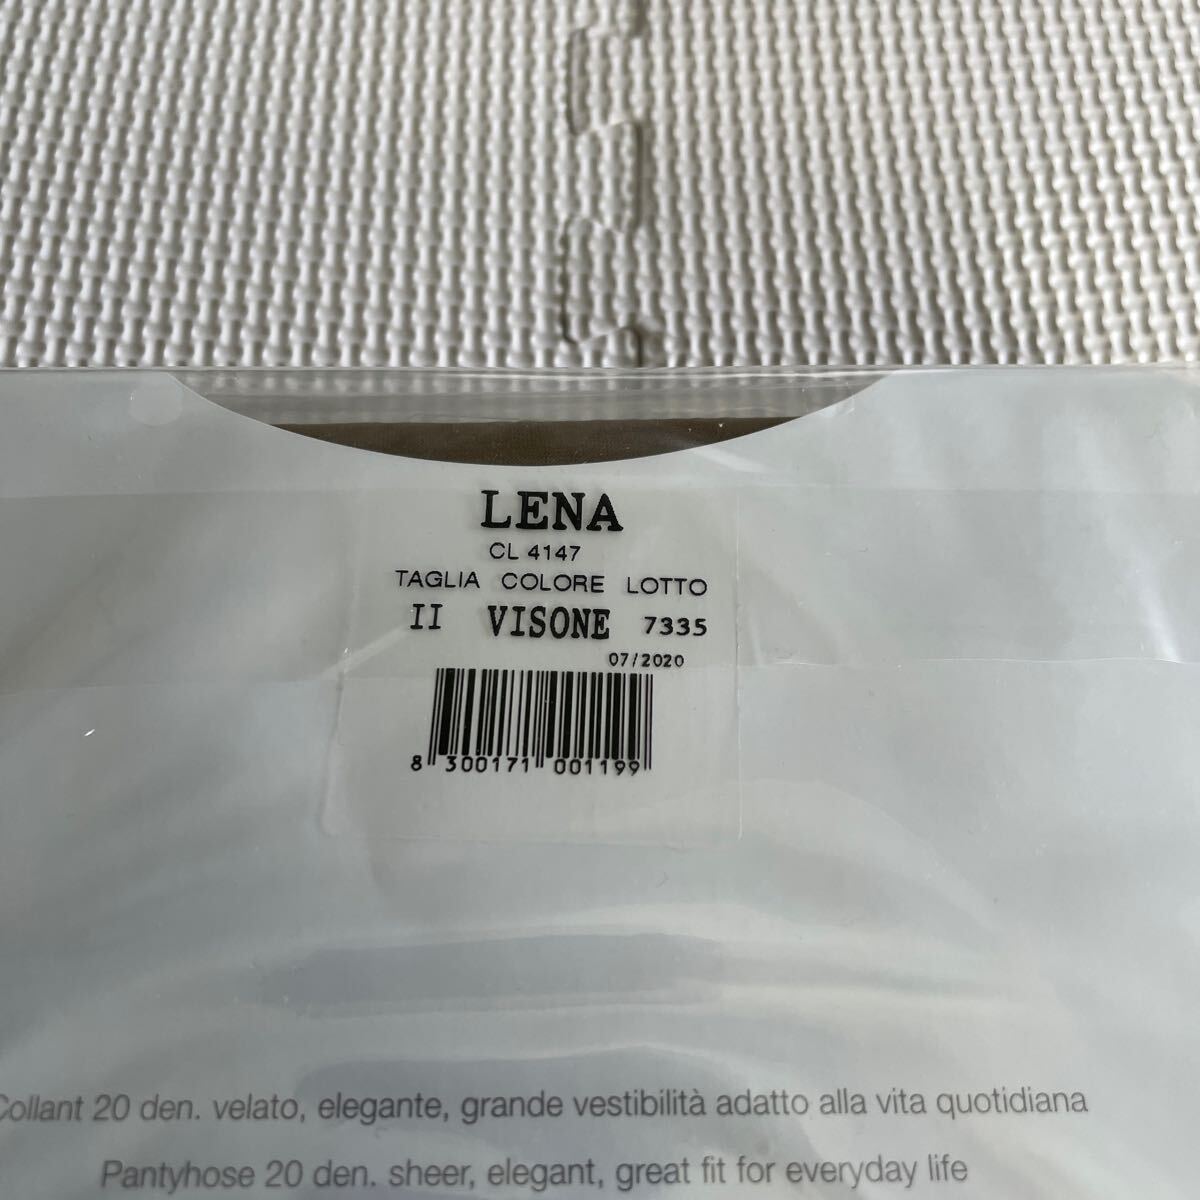 LENA
CL 4147
TAGLIA COLORE LOTTO
II VISONE 7335
07/2020
8 300171 001199
Collant 20 den. velato, elegante, grande vestibilità adatto alla vita quotidiana
Pantyhose 20 den. sheer, elegant, great fit for everyday life